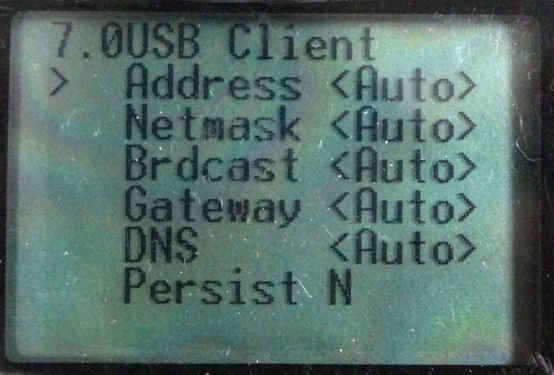 7.0USB Client
> Address <Auto>
Netmask <Auto>
Brdcast <Auto>
Gateway <Auto>
DNS <Auto>
Persist N